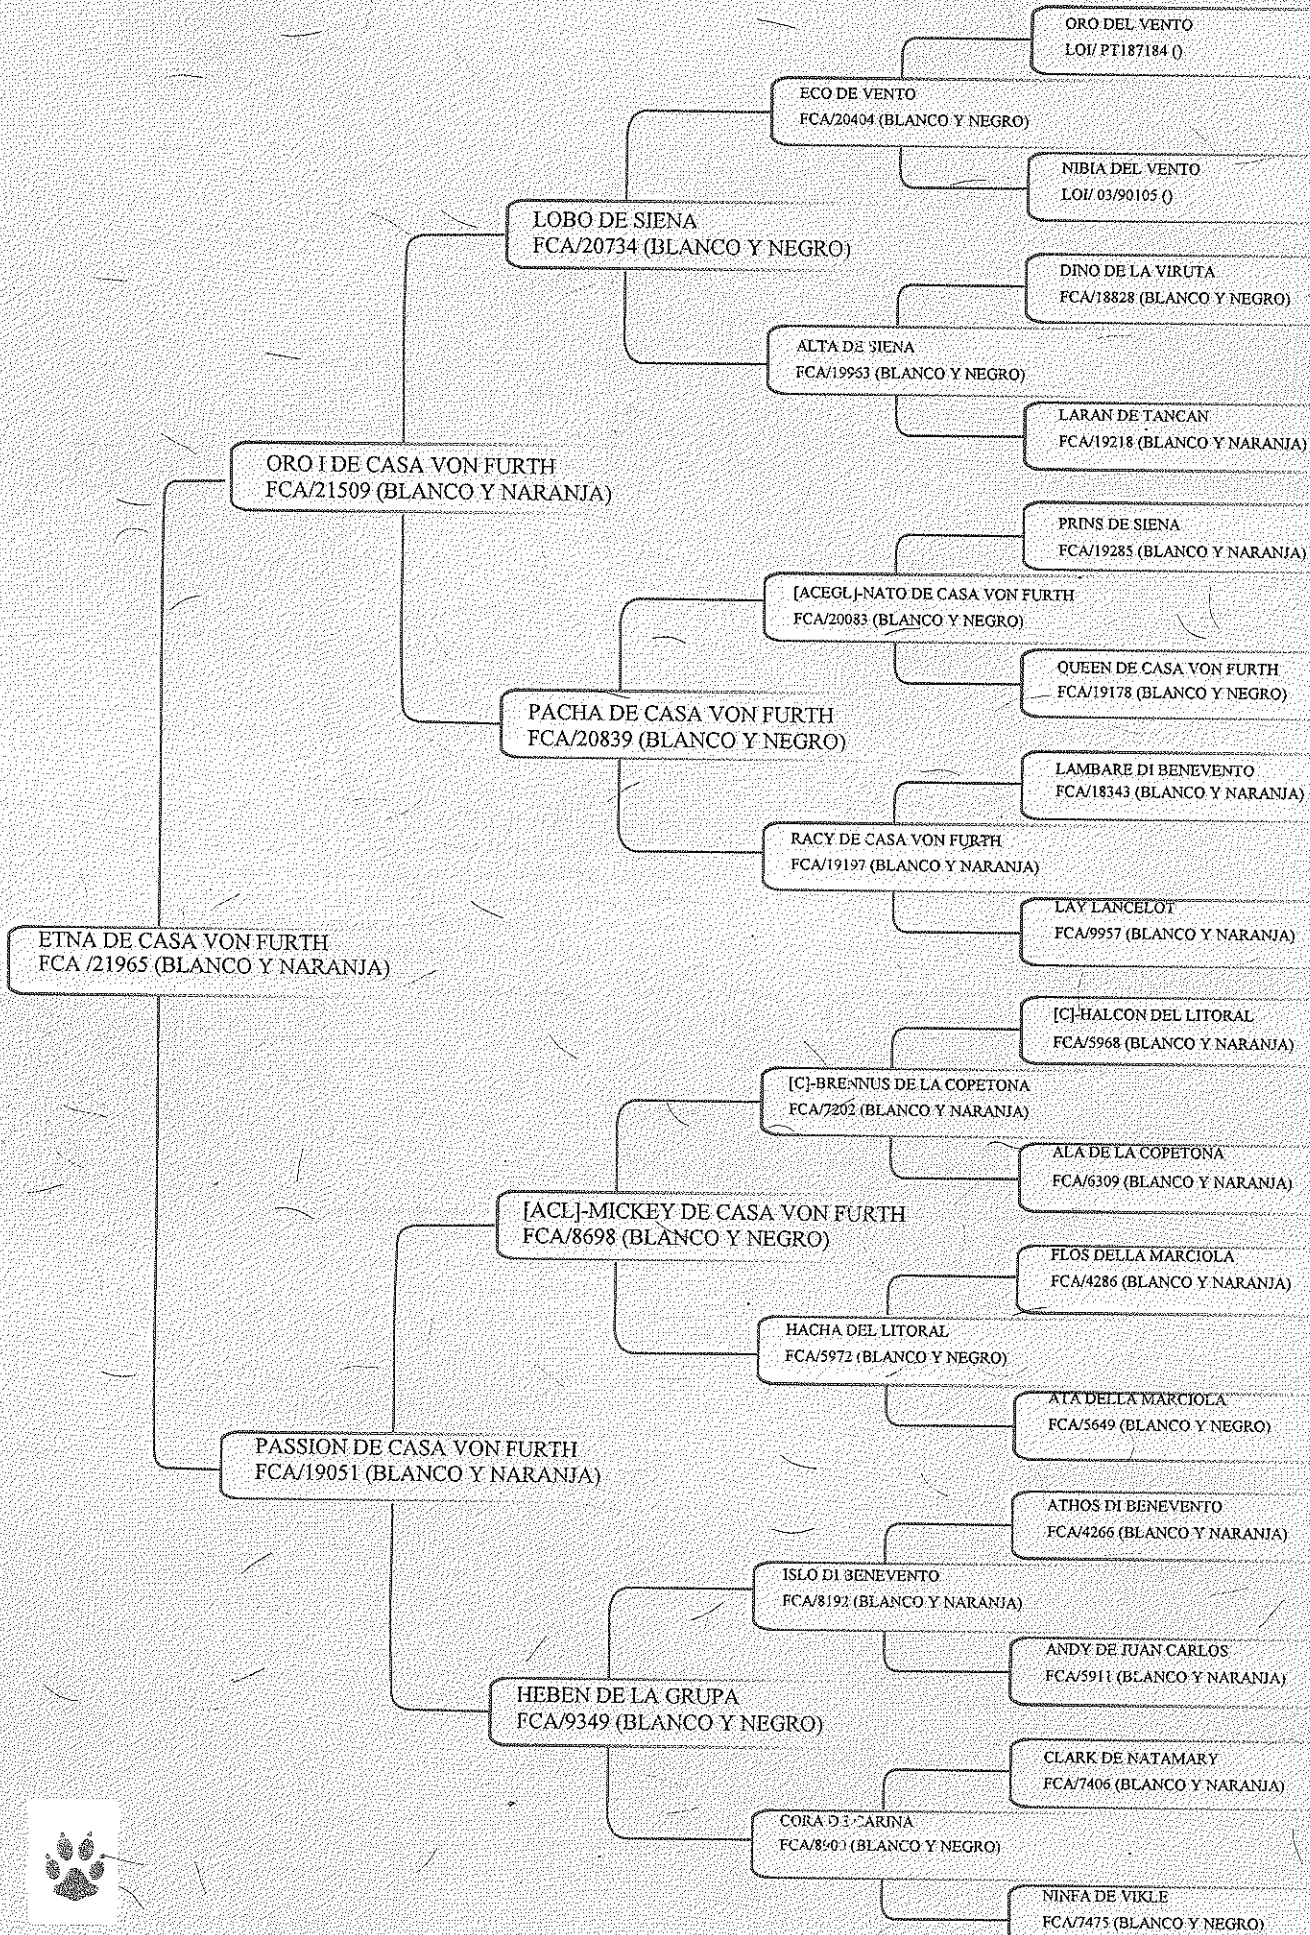 ORO DEL VENTO
LOI/ PT187184 ()
ECO DE VENTO
FCA/20404 (BLANCO Y NEGRO)
NIBIA DEL VENTO
LOI/ 03/90105 ()
LOBO DE SIENA
FCA/20734 (BLANCO Y NEGRO)
DINO DE LA VIRUTA
FCA/18828 (BLANCO Y NEGRO)
ALTA DE SIENA
FCA/19963 (BLANCO Y NEGRO)
LARAN DE TANCAN
FCA/19218 (BLANCO Y NARANJA)
ORO I DE CASA VON FURTH
FCA/21509 (BLANCO Y NARANJA)
PRINS DE SIENA
FCA/19285 (BLANCO Y NARANJA)
[ACEGL]-NATO DE CASA VON FURTH
FCA/20083 (BLANCO Y NEGRO)
QUEEN DE CASA VON FURTH
FCA/19178 (BLANCO Y NEGRO)
PACHA DE CASA VON FURTH
FCA/20839 (BLANCO Y NEGRO)
LAMBARE DI BENEVENTO
FCA/18343 (BLANCO Y NARANJA)
RACY DE CASA VON FURTH
FCA/19197 (BLANCO Y NARANJA)
LAY LANCELOT
FCA/9957 (BLANCO Y NARANJA)
ETNA DE CASA VON FURTH
FCA /21965 (BLANCO Y NARANJA)
[C]-HALCON DEL LITORAL
FCA/5968 (BLANCO Y NARANJA)
[C]-BRENNUS DE LA COPETONA
FCA/7202 (BLANCO Y NARANJA)
ALA DE LA COPETONA
FCA/6309 (BLANCO Y NARANJA)
[ACL]-MICKEY DE CASA VON FURTH
FCA/8698 (BLANCO Y NEGRO)
FLOS DELLA MARCIOLA
FCA/4286 (BLANCO Y NARANJA)
HACHA DEL LITORAL
FCA/5972 (BLANCO Y NEGRO)
ATA DELLA MARCIOLA
FCA/5649 (BLANCO Y NEGRO)
PASSION DE CASA VON FURTH
FCA/19051 (BLANCO Y NARANJA)
ATHOS DI BENEVENTO
FCA/4266 (BLANCO Y NARANJA)
ISLO DI BENEVENTO
FCA/8192 (BLANCO Y NARANJA)
ANDY DE JUAN CARLOS
FCA/5911 (BLANCO Y NARANJA)
HEBEN DE LA GRUPA
FCA/9349 (BLANCO Y NEGRO)
CLARK DE NATAMARY
FCA/7406 (BLANCO Y NARANJA)
CORA DE CARINA
(BLANCO Y NEGRO)
NINFA DE VIKLE
FCA/7475 (BLANCO Y NEGRO)